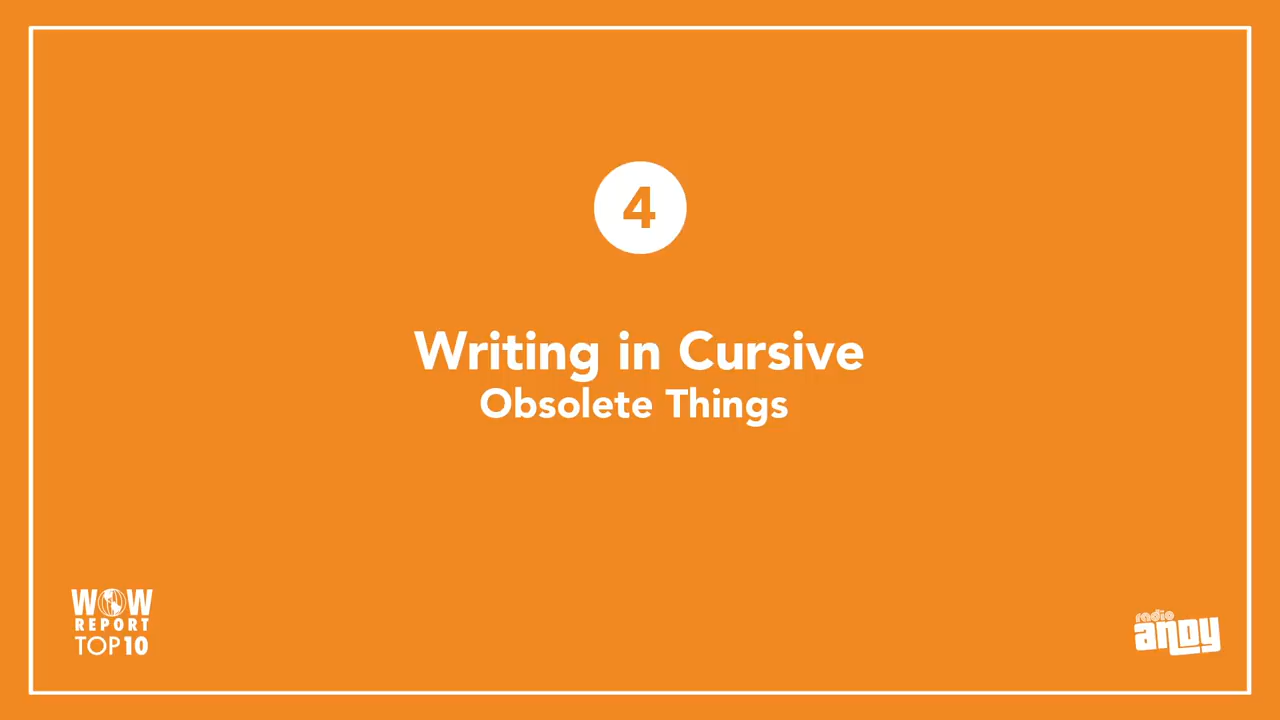 4
Writing in Cursive
Obsolete Things
WOW
REPORT
TOP10
radio
andy